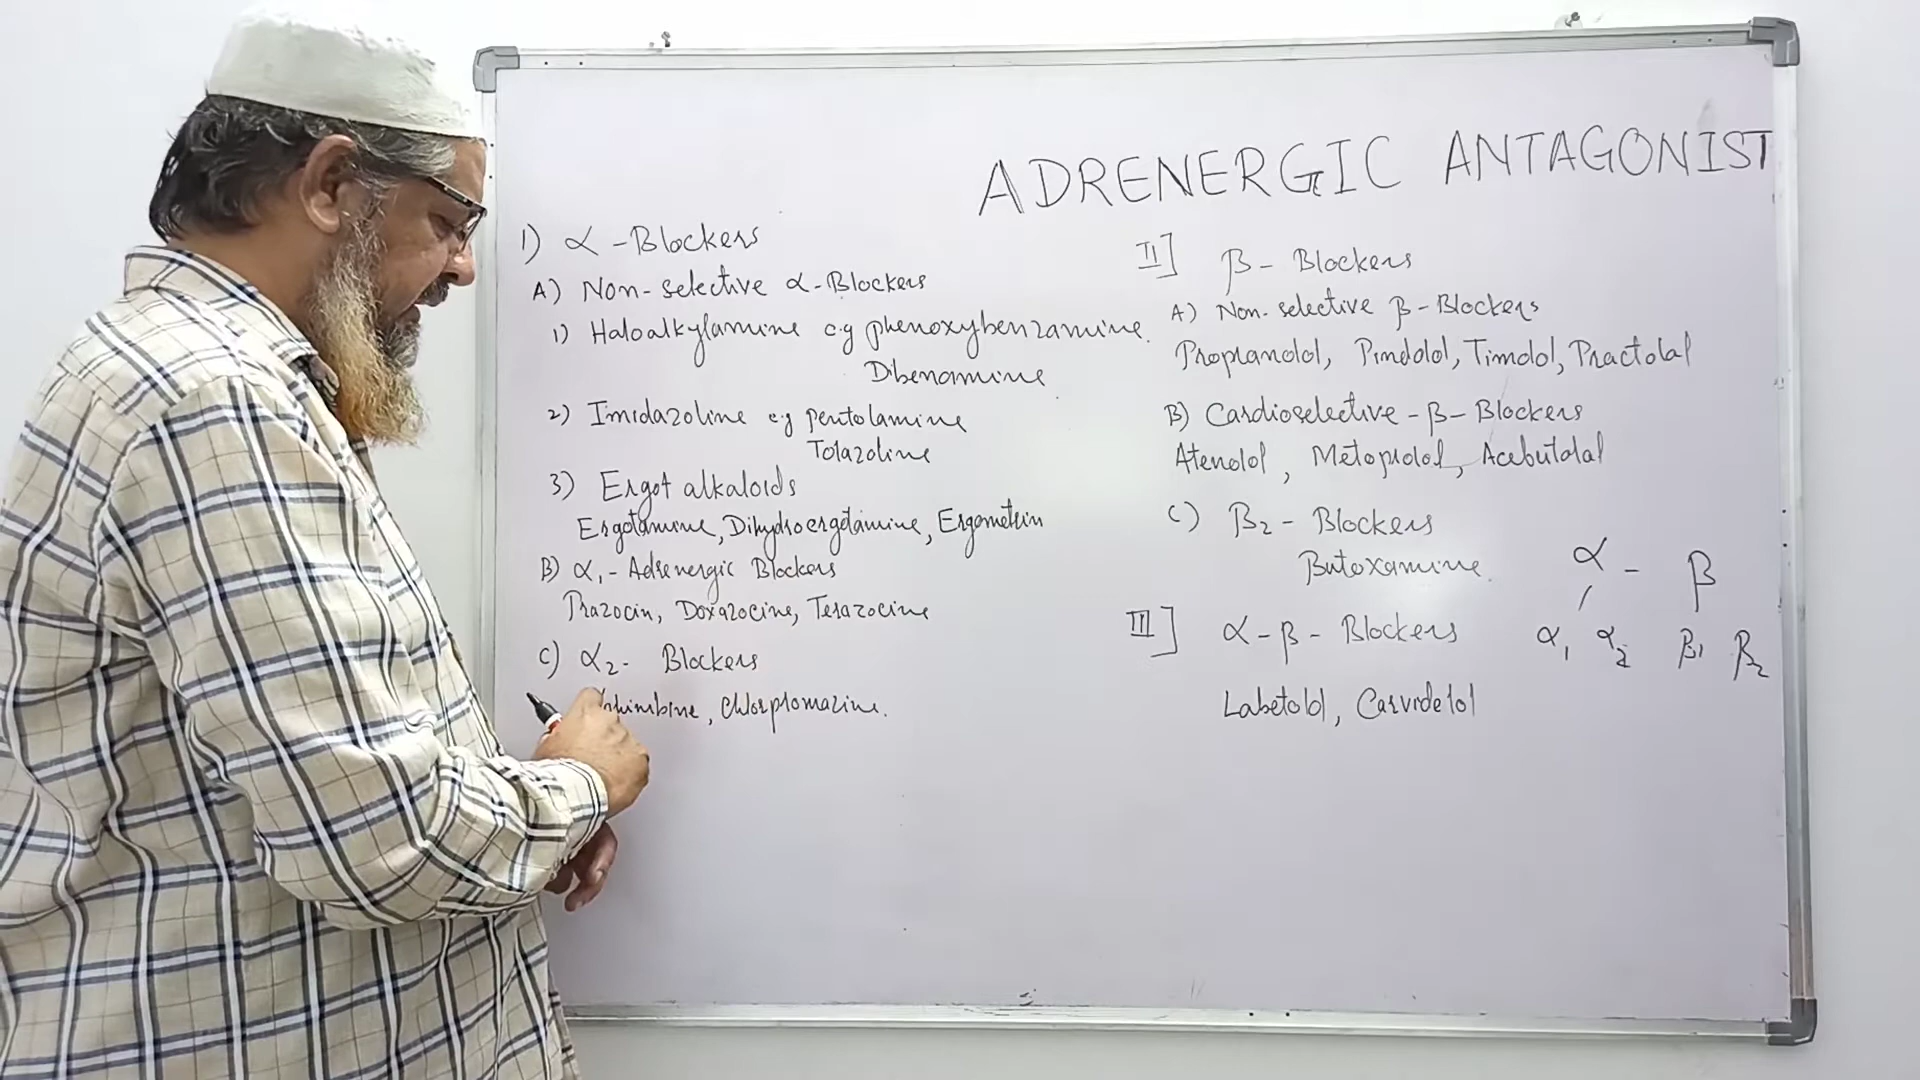 ADRENERGIC ANTAGONIST
1) α - Blockers
A) Non-selective α-Blockers
1) Haloalkylamine e.g phenoxybenzamine.
Dibenamine
2) Imidazoline e.g pentolamine
Tolazoline
3) Ergot alkaloids
Ergotamine, Dihydroergotamine, Ergometrin
B) α1 - Adrenergic Blockers
Prazocin, Doxazocine, Terazocine
C) α2 - Blockers
Chlorpromazine.
II] β - Blockers
A) Non-selective β-Blockers
Propranolol, Pindolol, Timolol, Practolal
B) Cardioselective - β - Blockers
Atenolol, Metoprolol, Acebutolal
C) β2 - Blockers
Butoxamine.
III] α - β - Blockers
Labetolol, Carvidelol
α - β
α1 α2 β1 β2